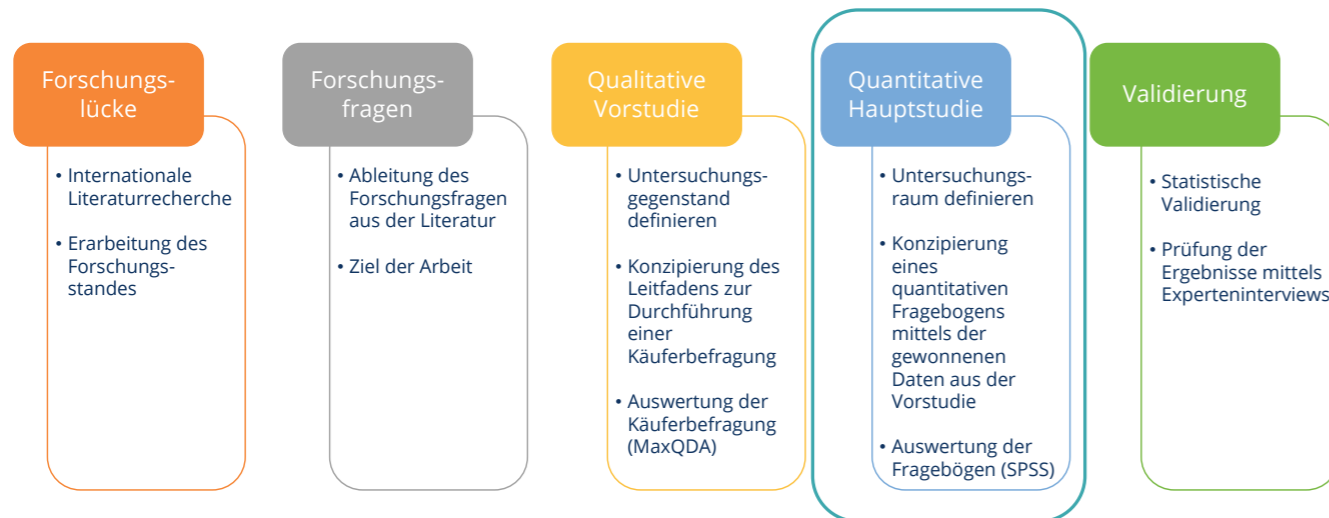 Forschungs-
lücke
• Internationale
Literaturrecherche
• Erarbeitung des
Forschungs-
standes
Forschungs-
fragen
• Ableitung des
Forschungsfragen
aus der Literatur
• Ziel der Arbeit
Qualitative
Vorstudie
• Untersuchungs-
gegenstand
definieren
• Konzipierung des
Leitfadens zur
Durchführung
einer
Käuferbefragung
• Auswertung der
Käuferbefragung
(MaxQDA)
Quantitative
Hauptstudie
• Untersuchungs-
raum definieren
• Konzipierung
eines
quantitativen
Fragebogens
mittels der
gewonnenen
Daten aus der
Vorstudie
• Auswertung der
Fragebögen (SPSS)
Validierung
• Statistische
Validierung
• Prüfung der
Ergebnisse mittels
Experteninterviews